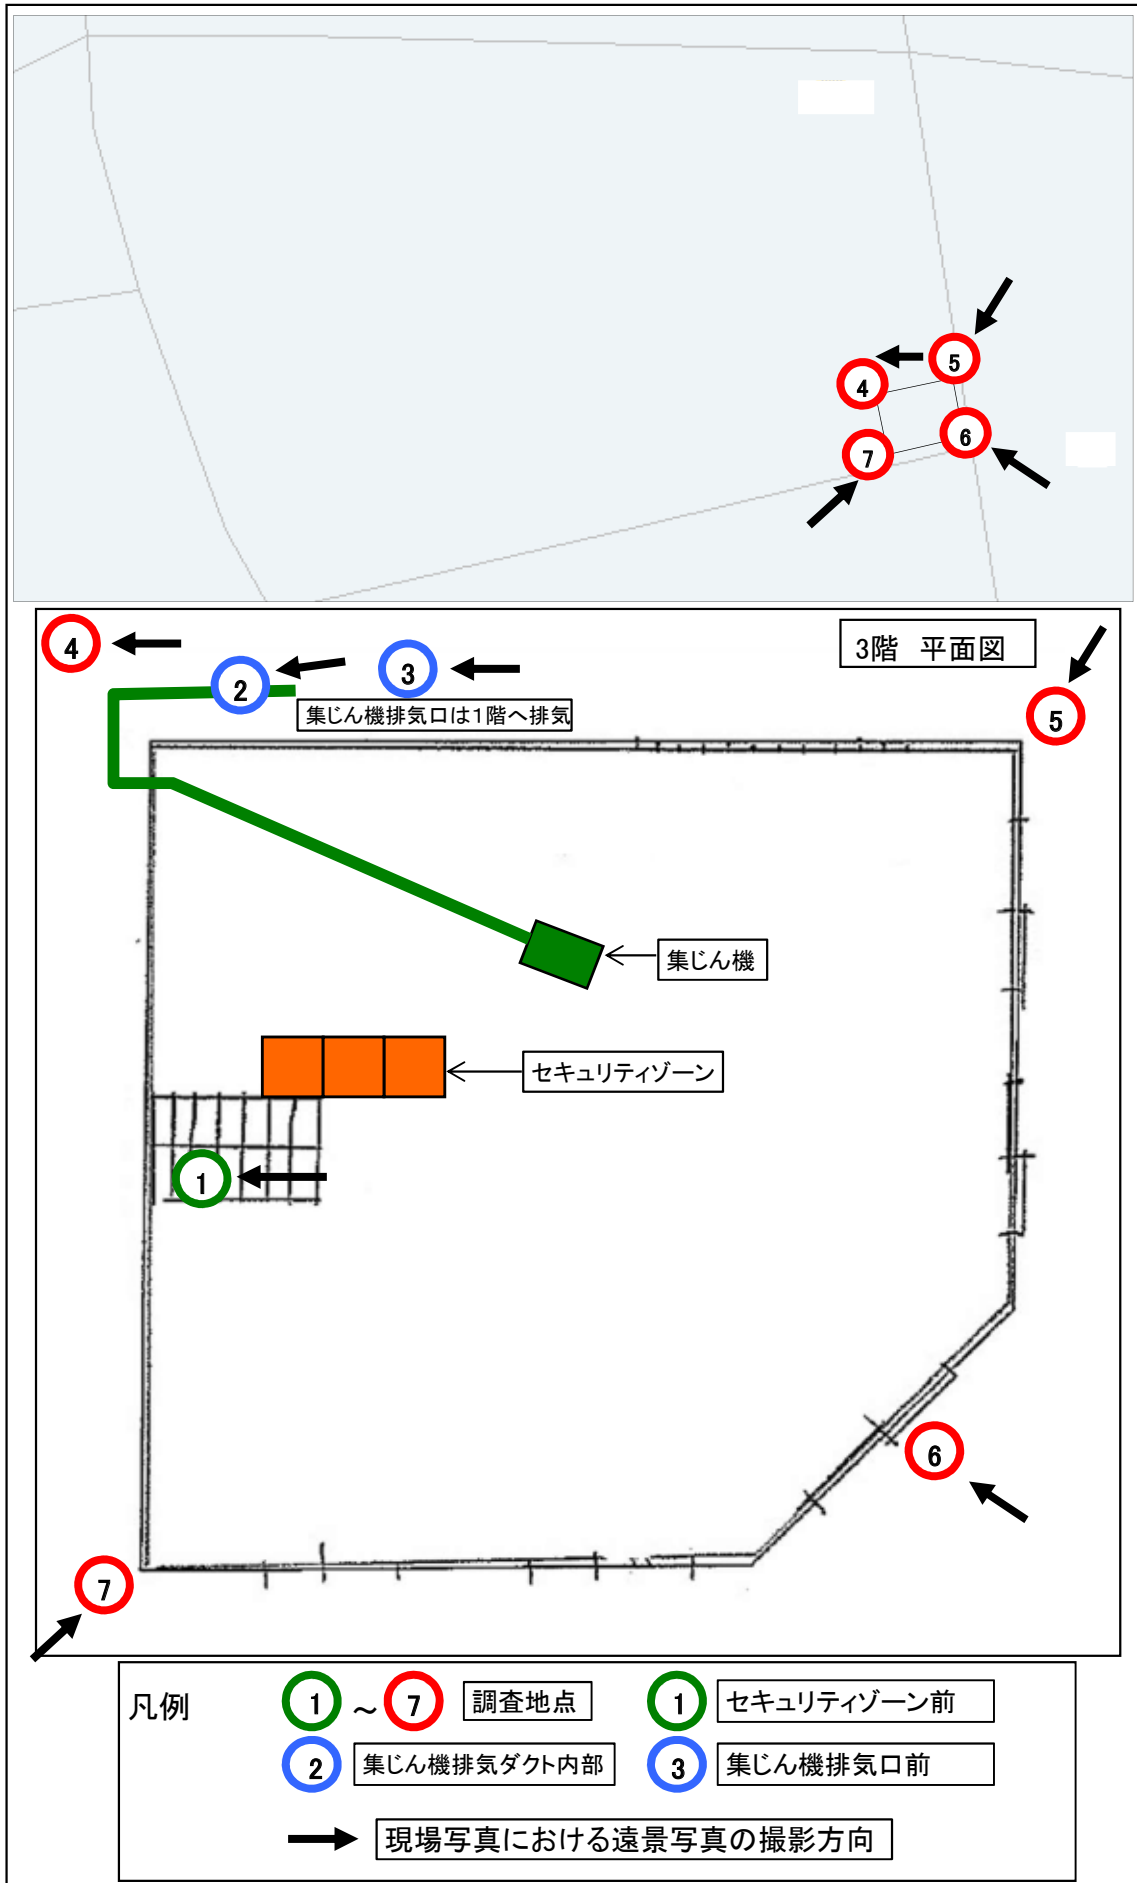 5
4
6
7
4
3階 平面図
2
3
5
集じん機排気口は1階へ排気
集じん機
セキュリティゾーン
1
6
7
凡例
1 ~ 7 調査地点
1 セキュリティゾーン前
2 集じん機排気ダクト内部
3 集じん機排気口前
現場写真における遠景写真の撮影方向